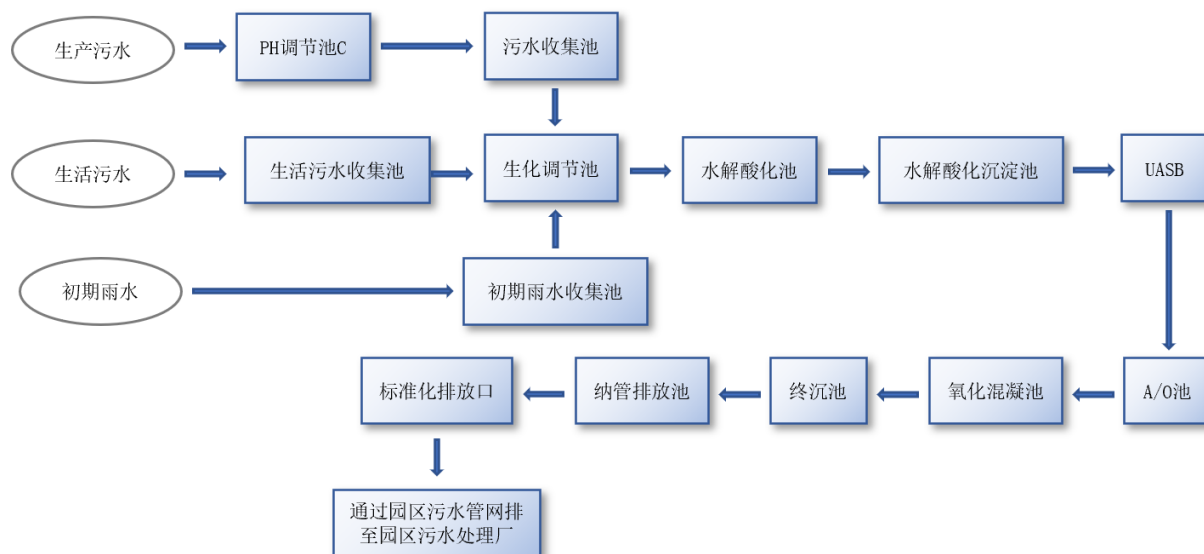 生产污水
PH调节池C
污水收集池
生活污水
生活污水收集池
生化调节池
水解酸化池
水解酸化沉淀池
UASB
初期雨水
初期雨水收集池
标准化排放口
纳管排放池
终沉池
氧化混凝池
A/O池
通过园区污水管网排
至园区污水处理厂